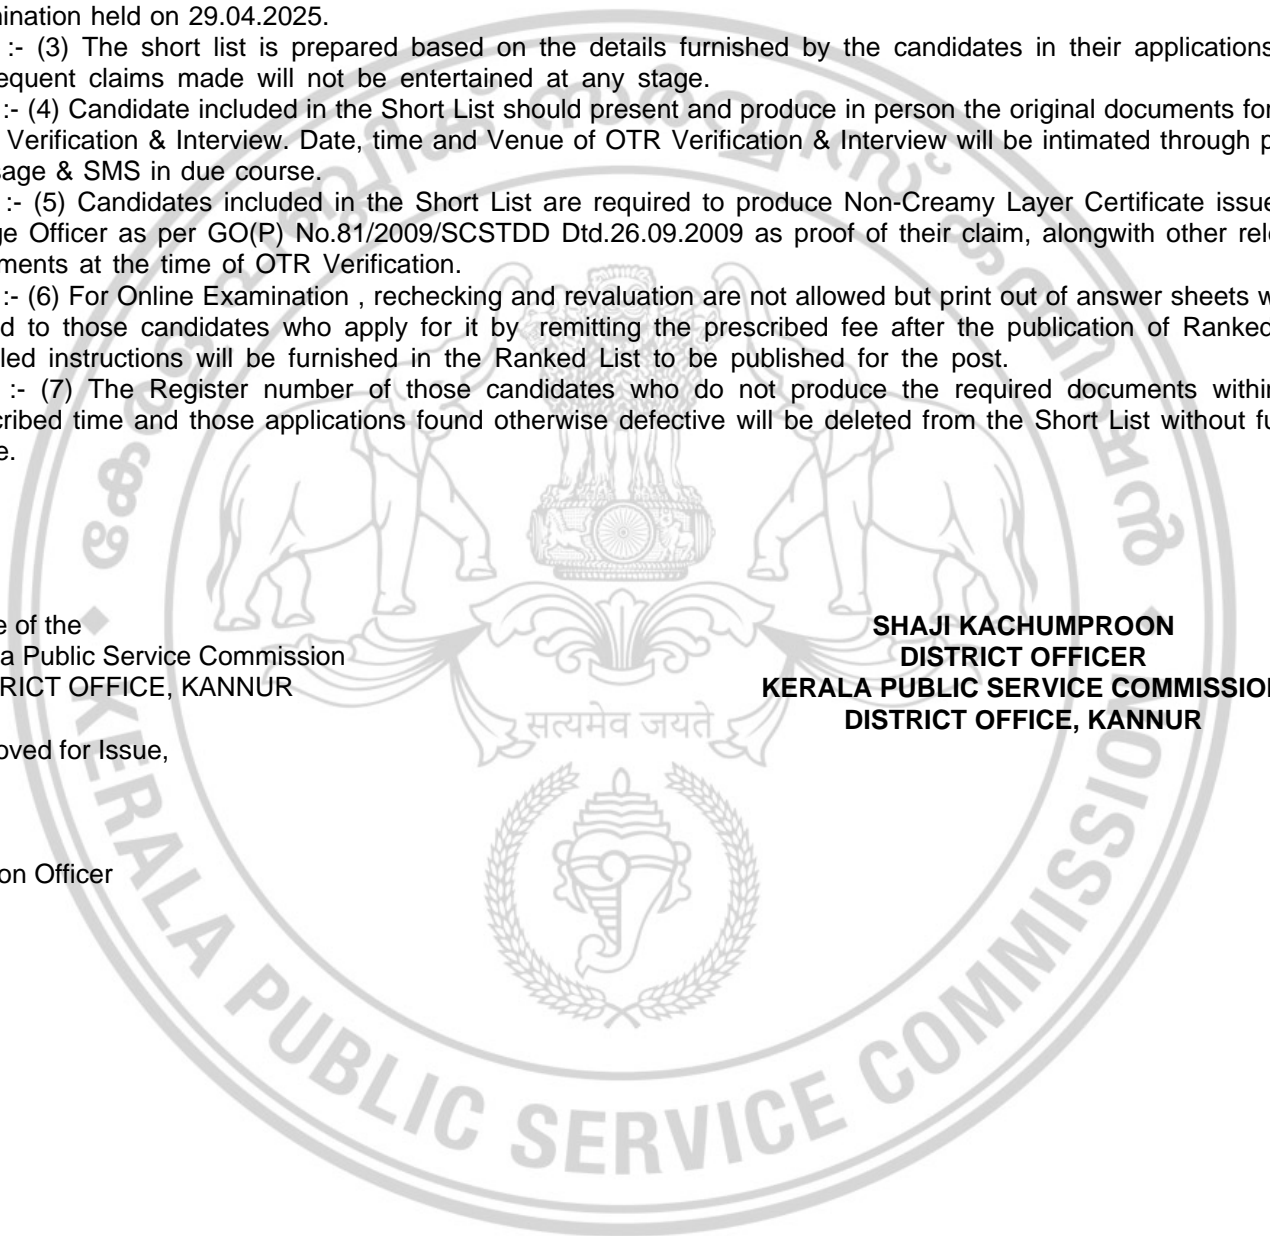 ination held on 29.04.2025.
:- (3) The short list is prepared based on the details furnished by the candidates in their applications
equent claims made will not be entertained at any stage.
:- (4) Candidate included in the Short List should present and produce in person the original documents for
Verification & Interview. Date, time and Venue of OTR Verification & Interview will be intimated through p
sage & SMS in due course.
:- (5) Candidates included in the Short List are required to produce Non-Creamy Layer Certificate issue
ge Officer as per GO(P) No.81/2009/SCSTDD Dtd.26.09.2009 as proof of their claim, alongwith other rel
ments at the time of OTR Verification.
:- (6) For Online Examination , rechecking and revaluation are not allowed but print out of answer sheets w
d to those candidates who apply for it by remitting the prescribed fee after the publication of Ranked
led instructions will be furnished in the Ranked List to be published for the post.
:- (7) The Register number of those candidates who do not produce the required documents within
cribed time and those applications found otherwise defective will be deleted from the Short List without fu
e.
e of the
a Public Service Commission
RICT OFFICE, KANNUR
SHAJI KACHUMPROON
DISTRICT OFFICER
KERALA PUBLIC SERVICE COMMISSION
DISTRICT OFFICE, KANNUR
oved for Issue,
on Officer
കേരള പബ്ലിക് സർവ്വീസ് കമ്മീഷൻ
सत्यमेव जयते
KERALA PUBLIC SERVICE COMMISSION